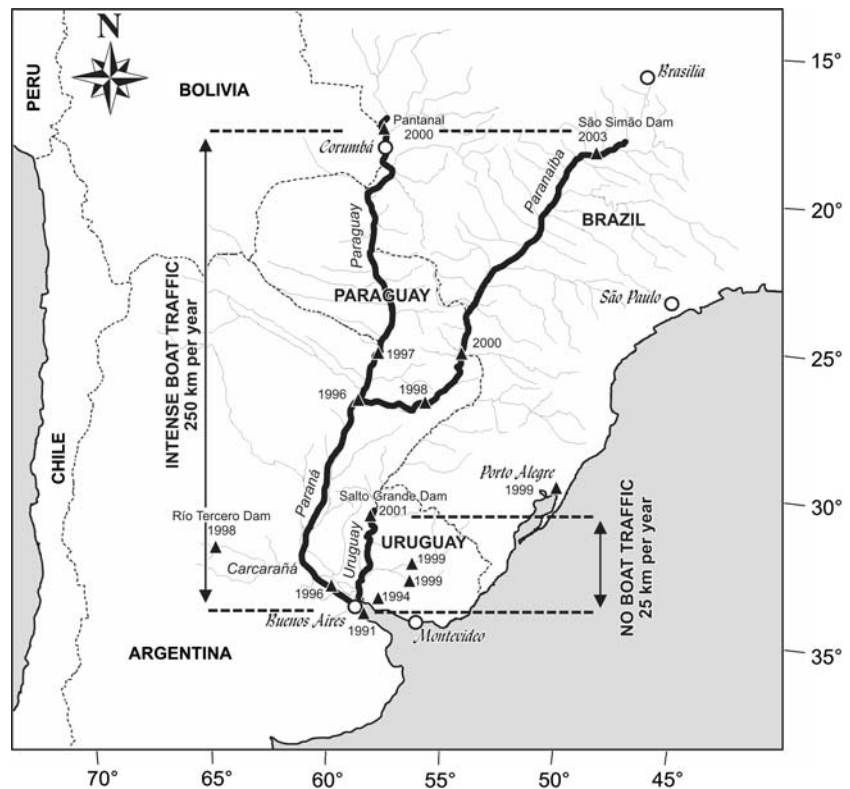 N
PERU
BOLIVIA
Brasilia
15°
Pantanal
2000
São Simão Dam
2003
Corumbá
Paranaíba
BRAZIL
20°
Paraguay
PARAGUAY
São Paulo
INTENSE BOAT TRAFFIC
250 km per year
1997
2000
25°
1996
1998
CHILE
Paraná
Porto Alegre
1999
Salto Grande Dam
2001
30°
Río Tercero Dam
1998
Uruguay
URUGUAY
1999
NO BOAT TRAFFIC
25 km per year
Carcarañá
1996
1999
1994
Buenos Aires
1991
Montevideo
ARGENTINA
35°
70°
65°
60°
55°
50°
45°